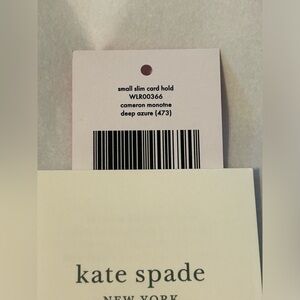 small slim card hold
WLR00366
cameron monotne
deep azure (473)
kate spade
NEW YORK